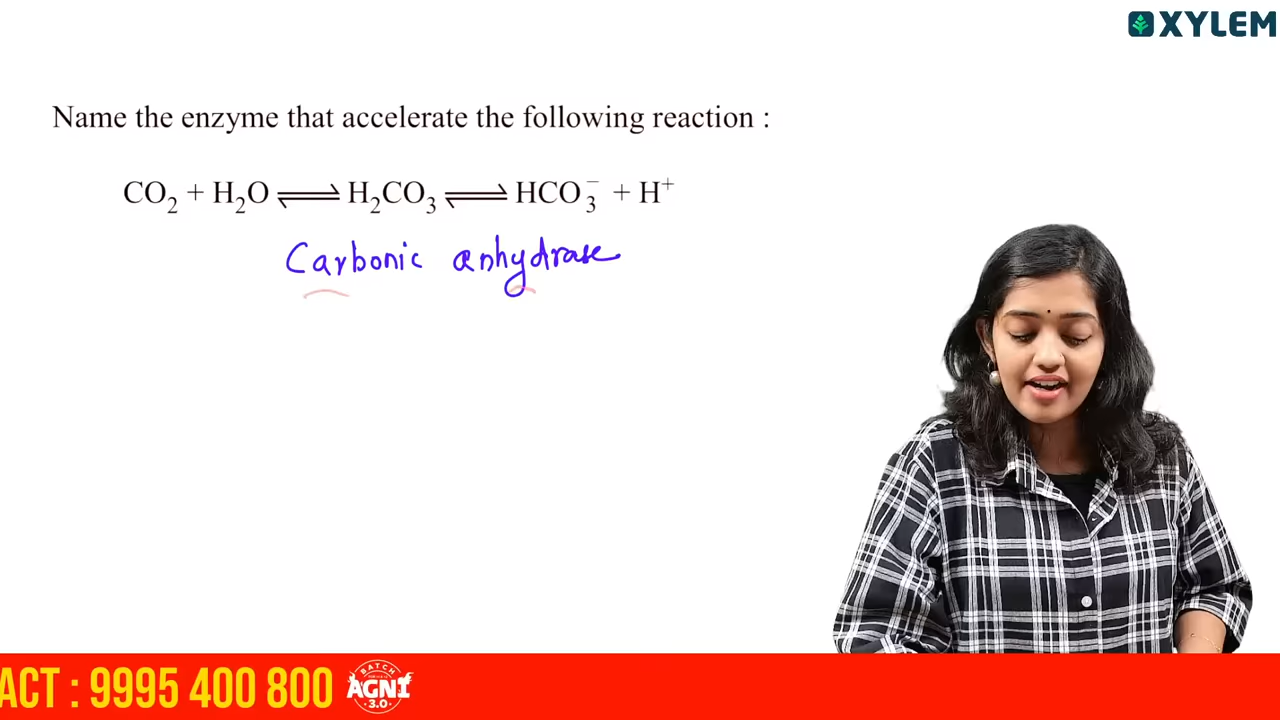 XYLEM
Name the enzyme that accelerate the following reaction :
CO₂ + H₂O ⇌ H₂CO₃ ⇌ HCO₃⁻ + H⁺
Carbonic anhydrase
ACT : 9995 400 800
BATCH
AGNI
3.0